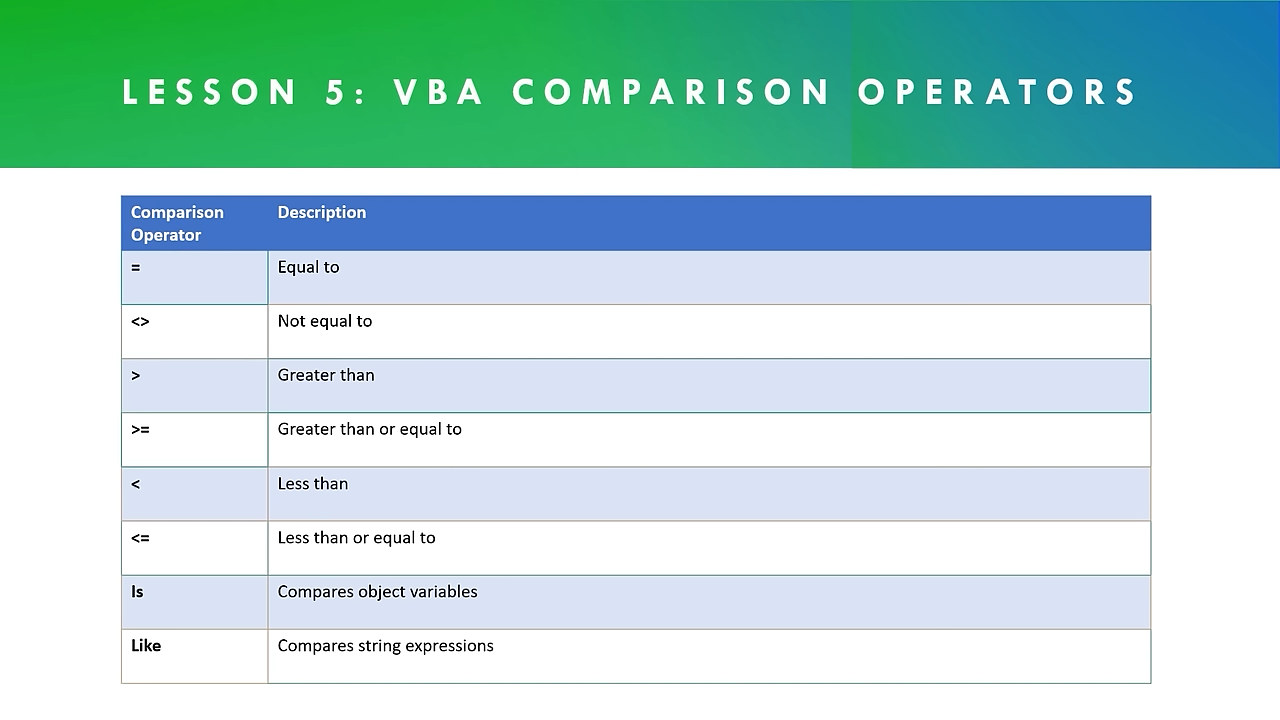 LESSON 5: VBA COMPARISON OPERATORS
Comparison Operator
Description
=
Equal to
<>
Not equal to
>
Greater than
>=
Greater than or equal to
<
Less than
<=
Less than or equal to
Is
Compares object variables
Like
Compares string expressions